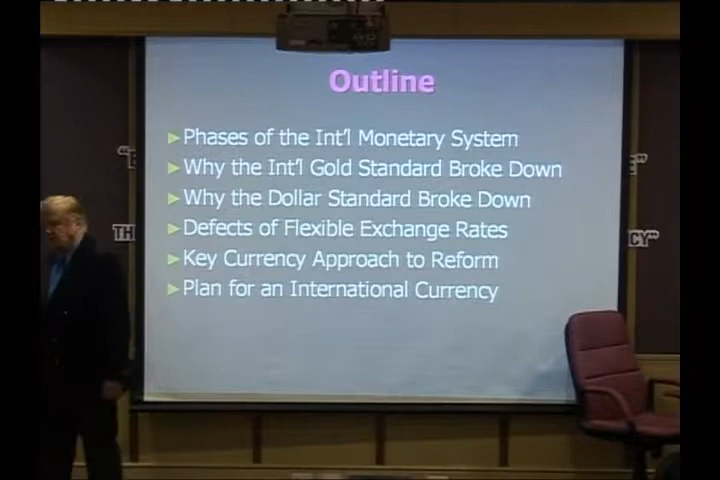 Outline
Phases of the Int'l Monetary System
Why the Int'l Gold Standard Broke Down
Why the Dollar Standard Broke Down
Defects of Flexible Exchange Rates
Key Currency Approach to Reform
Plan for an International Currency